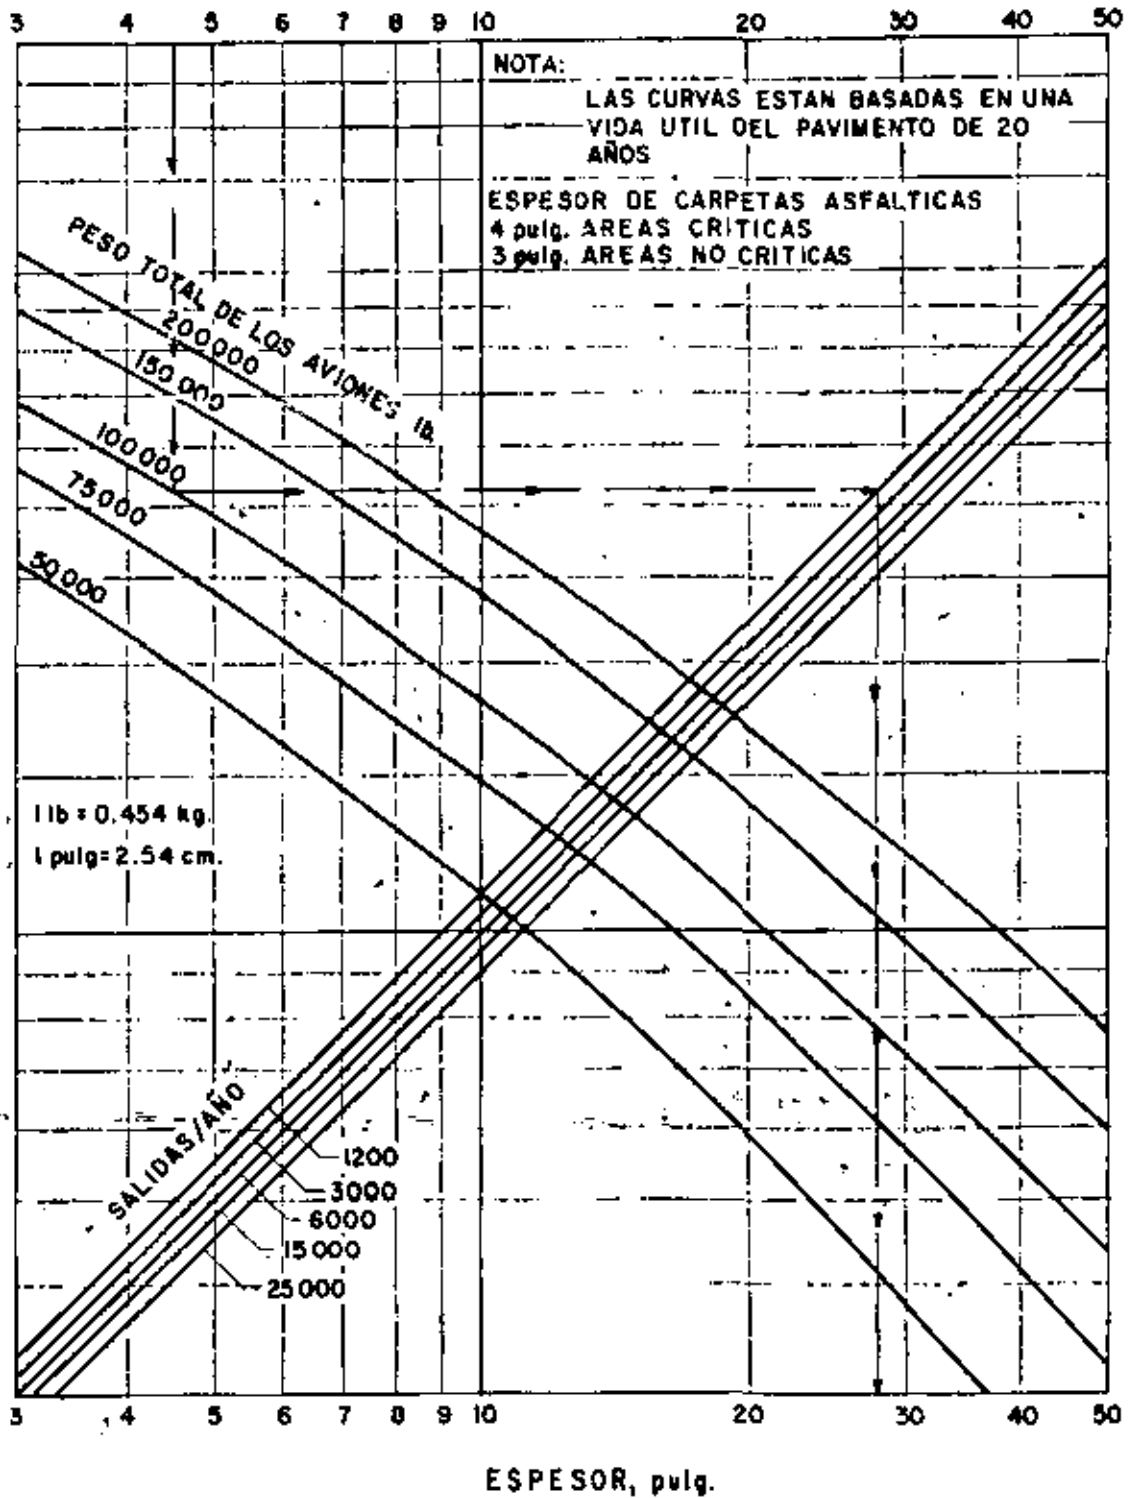 3 4 5 6 7 8 9 10 20 30 40 50
NOTA:
LAS CURVAS ESTAN BASADAS EN UNA
VIDA UTIL DEL PAVIMENTO DE 20
AÑOS
ESPESOR DE CARPETAS ASFALTICAS
4 pulg. AREAS CRITICAS
3 pulg. AREAS NO CRITICAS
PESO TOTAL DE LOS AVIONES lb.
200000
150000
100000
75000
50000
1 lb = 0.454 kg.
1 pulg = 2.54 cm.
SALIDAS/AÑO
1200
3000
6000
15000
25000
3 4 5 6 7 8 9 10 20 30 40 50
ESPESOR, pulg.